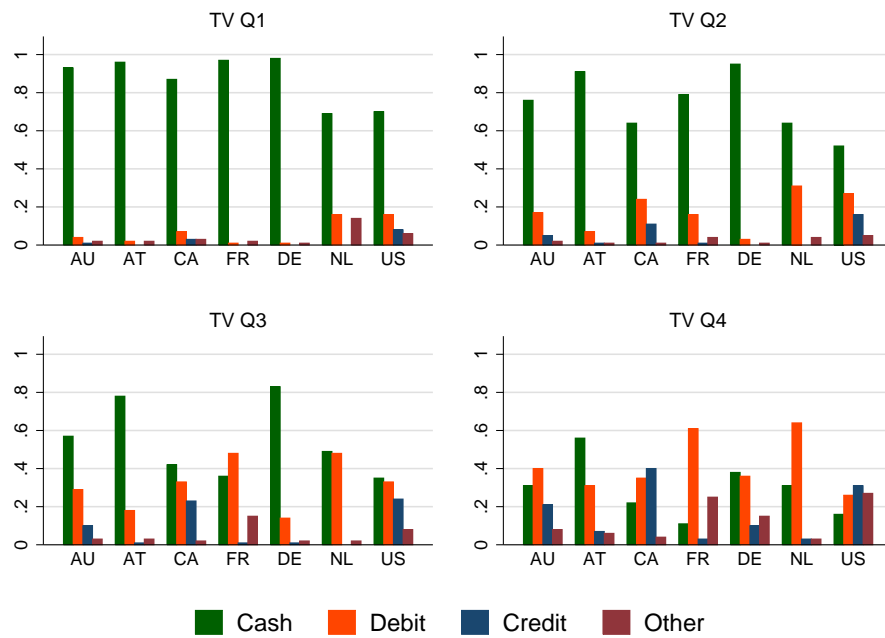 TV Q1
TV Q2
1
.8
.6
.4
.2
0
1
.8
.6
.4
.2
0
AU AT CA FR DE NL US
AU AT CA FR DE NL US
TV Q3
TV Q4
1
.8
.6
.4
.2
0
1
.8
.6
.4
.2
0
AU AT CA FR DE NL US
AU AT CA FR DE NL US
Cash Debit Credit Other